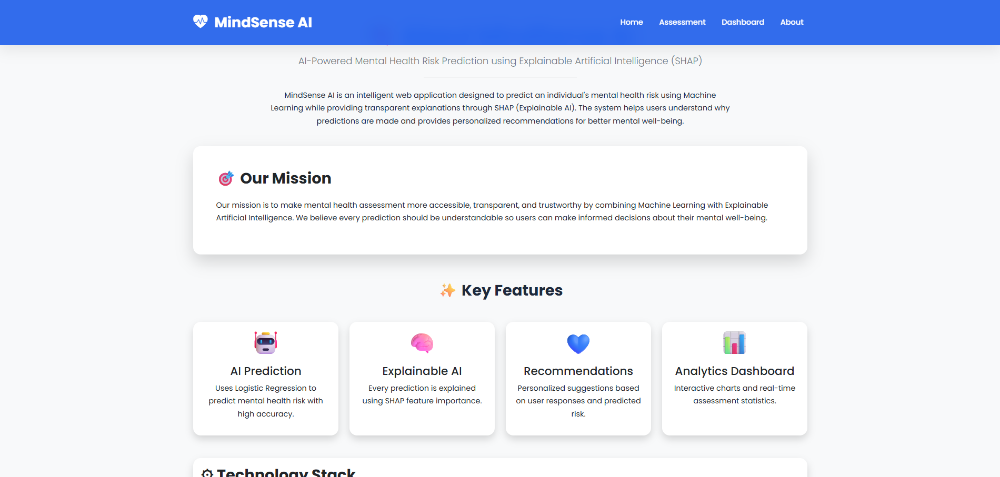 MindSense AI
Home
Assessment
Dashboard
About
AI-Powered Mental Health Risk Prediction using Explainable Artificial Intelligence (SHAP)
MindSense AI is an intelligent web application designed to predict an individual's mental health risk using Machine
Learning while providing transparent explanations through SHAP (Explainable AI). The system helps users understand why
predictions are made and provides personalized recommendations for better mental well-being.
Our Mission
Our mission is to make mental health assessment more accessible, transparent, and trustworthy by combining Machine Learning with Explainable
Artificial Intelligence. We believe every prediction should be understandable so users can make informed decisions about their mental well-being.
Key Features
AI Prediction
Uses Logistic Regression to
predict mental health risk with
high accuracy.
Explainable AI
Every prediction is explained
using SHAP feature importance.
Recommendations
Personalized suggestions based
on user responses and predicted
risk.
Analytics Dashboard
Interactive charts and real-time
assessment statistics.
Technology Stack